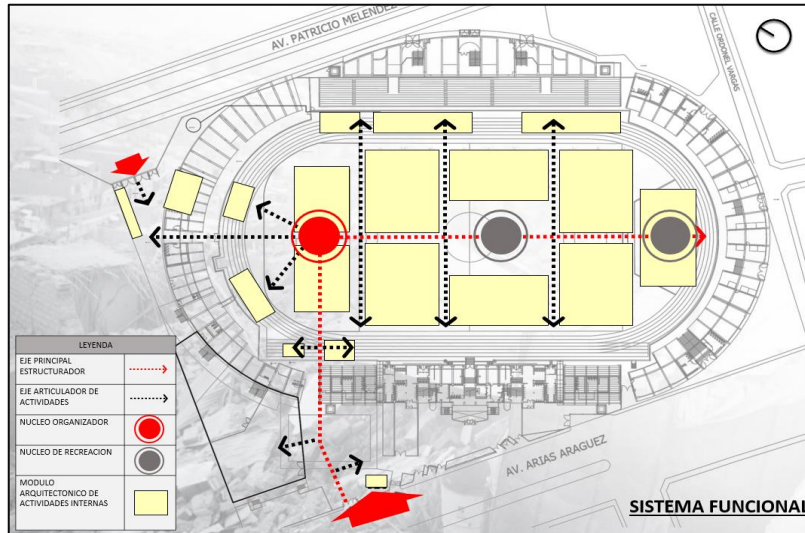 AV. PATRICIO MELENDEZ
CALLE ORDONEL VARGAS
LEYENDA
EJE PRINCIPAL
ESTRUCTURADOR
EJE ARTICULADOR DE
ACTIVIDADES
NUCLEO ORGANIZADOR
NUCLEO DE RECREACION
MODULO
ARQUITECTONICO DE
ACTIVIDADES INTERNAS
AV. ARIAS ARAGUEZ
SISTEMA FUNCIONAL